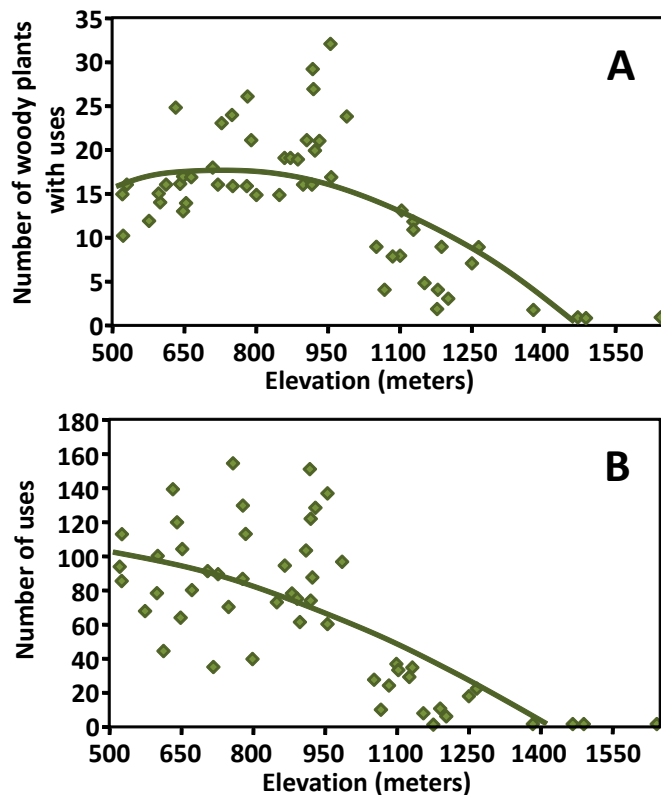 A
Number of woody plants
with uses
35
30
25
20
15
10
5
0
500 650 800 950 1100 1250 1400 1550
Elevation (meters)
B
Number of uses
180
160
140
120
100
80
60
40
20
0
500 650 800 950 1100 1250 1400 1550
Elevation (meters)